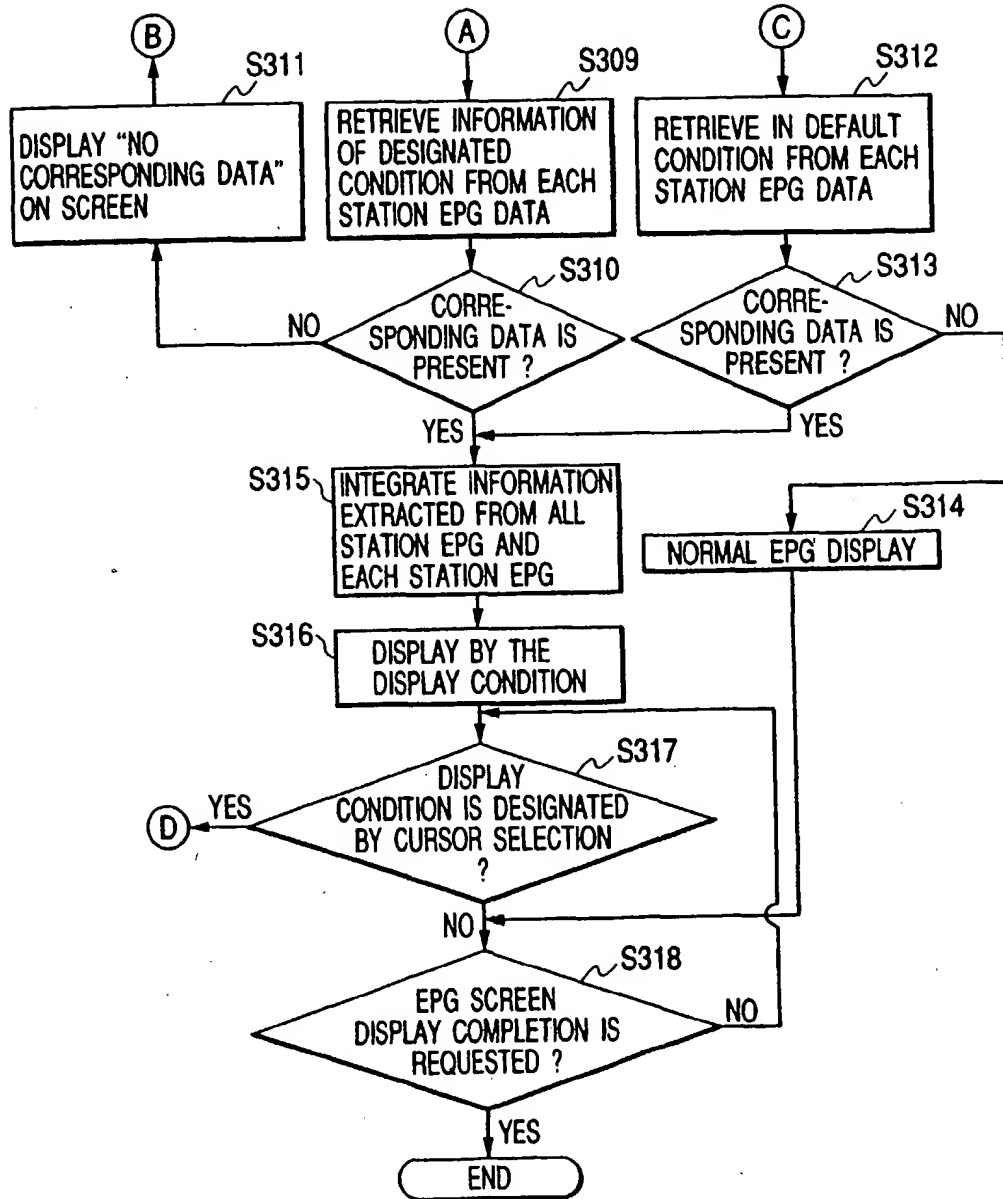 B
A
C
S311
S309
S312
DISPLAY "NO
CORRESPONDING DATA"
ON SCREEN
RETRIEVE INFORMATION
OF DESIGNATED
CONDITION FROM EACH
STATION EPG DATA
RETRIEVE IN DEFAULT
CONDITION FROM EACH
STATION EPG DATA
S310
S313
NO
CORRE-
SPONDING DATA IS
PRESENT ?
CORRE-
SPONDING DATA IS
PRESENT ?
NO
YES
YES
S315
INTEGRATE INFORMATION
EXTRACTED FROM ALL
STATION EPG AND
EACH STATION EPG
S314
NORMAL EPG DISPLAY
S316
DISPLAY BY THE
DISPLAY CONDITION
S317
D
YES
DISPLAY
CONDITION IS DESIGNATED
BY CURSOR SELECTION
?
NO
S318
EPG SCREEN
DISPLAY COMPLETION IS
REQUESTED ?
NO
YES
END